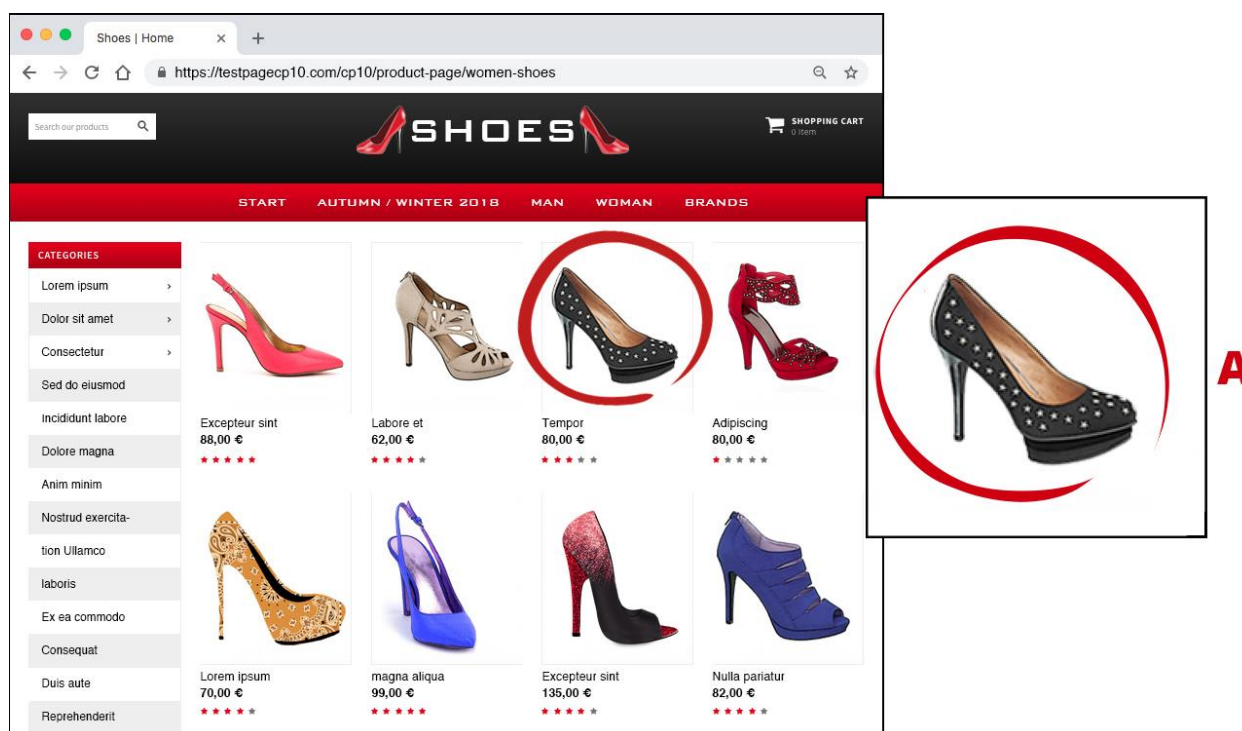 Shoes | Home
https://testpagecp10.com/cp10/product-page/women-shoes
Search our products
SHOES
SHOPPING CART
0 Item
START AUTUMN / WINTER 2018 MAN WOMAN BRANDS
CATEGORIES
Lorem ipsum
Dolor sit amet
Consectetur
Sed do eiusmod
Incididunt labore
Dolore magna
Anim minim
Nostrud exercita-
tion Ullamco
laboris
Ex ea commodo
Consequat
Duis aute
Reprehenderit
Excepteur sint
88,00 €
Labore et
62,00 €
Tempor
80,00 €
Adipiscing
80,00 €
Lorem ipsum
70,00 €
magna aliqua
99,00 €
Excepteur sint
135,00 €
Nulla pariatur
82,00 €
A